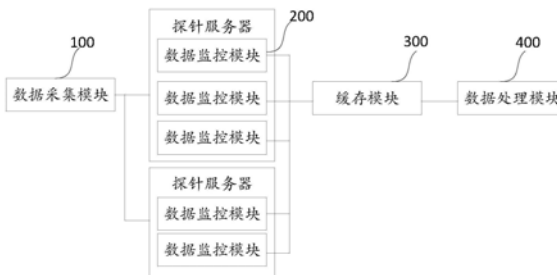 100
探针服务器
200
数据监控模块
300
400
数据采集模块
数据监控模块
缓存模块
数据处理模块
数据监控模块
探针服务器
数据监控模块
数据监控模块